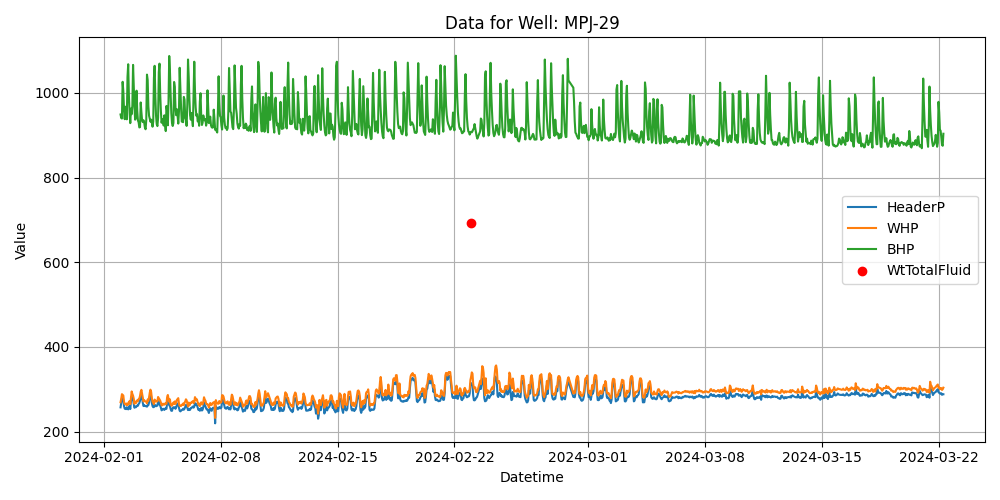 Data for Well: MPJ-29
1000
800
600
400
200
Value
HeaderP
WHP
BHP
WtTotalFluid
2024-02-01
2024-02-08
2024-02-15
2024-02-22
2024-03-01
2024-03-08
2024-03-15
2024-03-22
Datetime